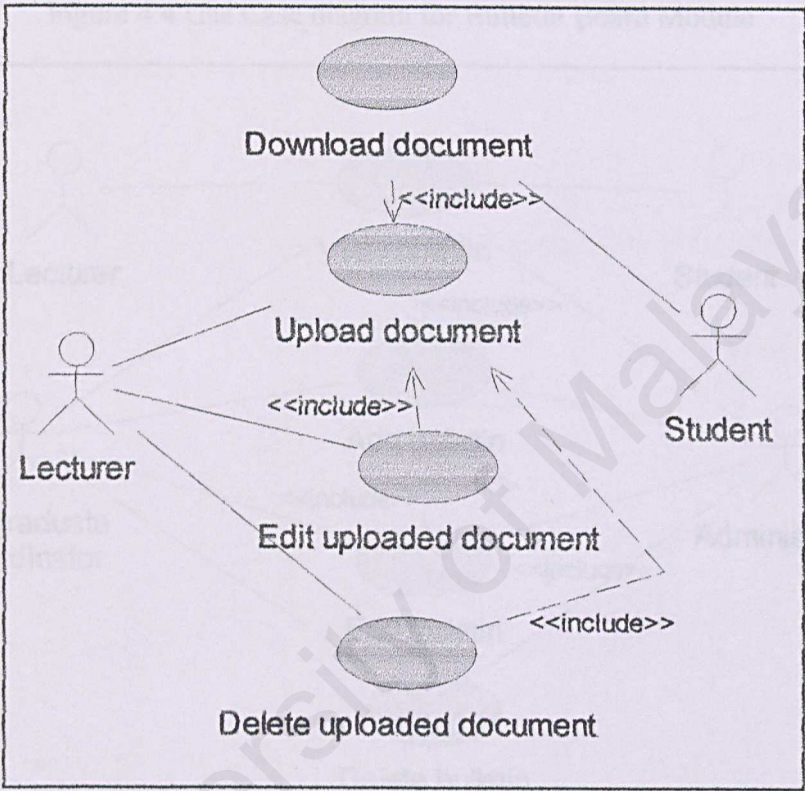 Download document
<<include>>
Upload document
<<include>>
Student
Lecturer
Edit uploaded document
<<include>>
Delete uploaded document